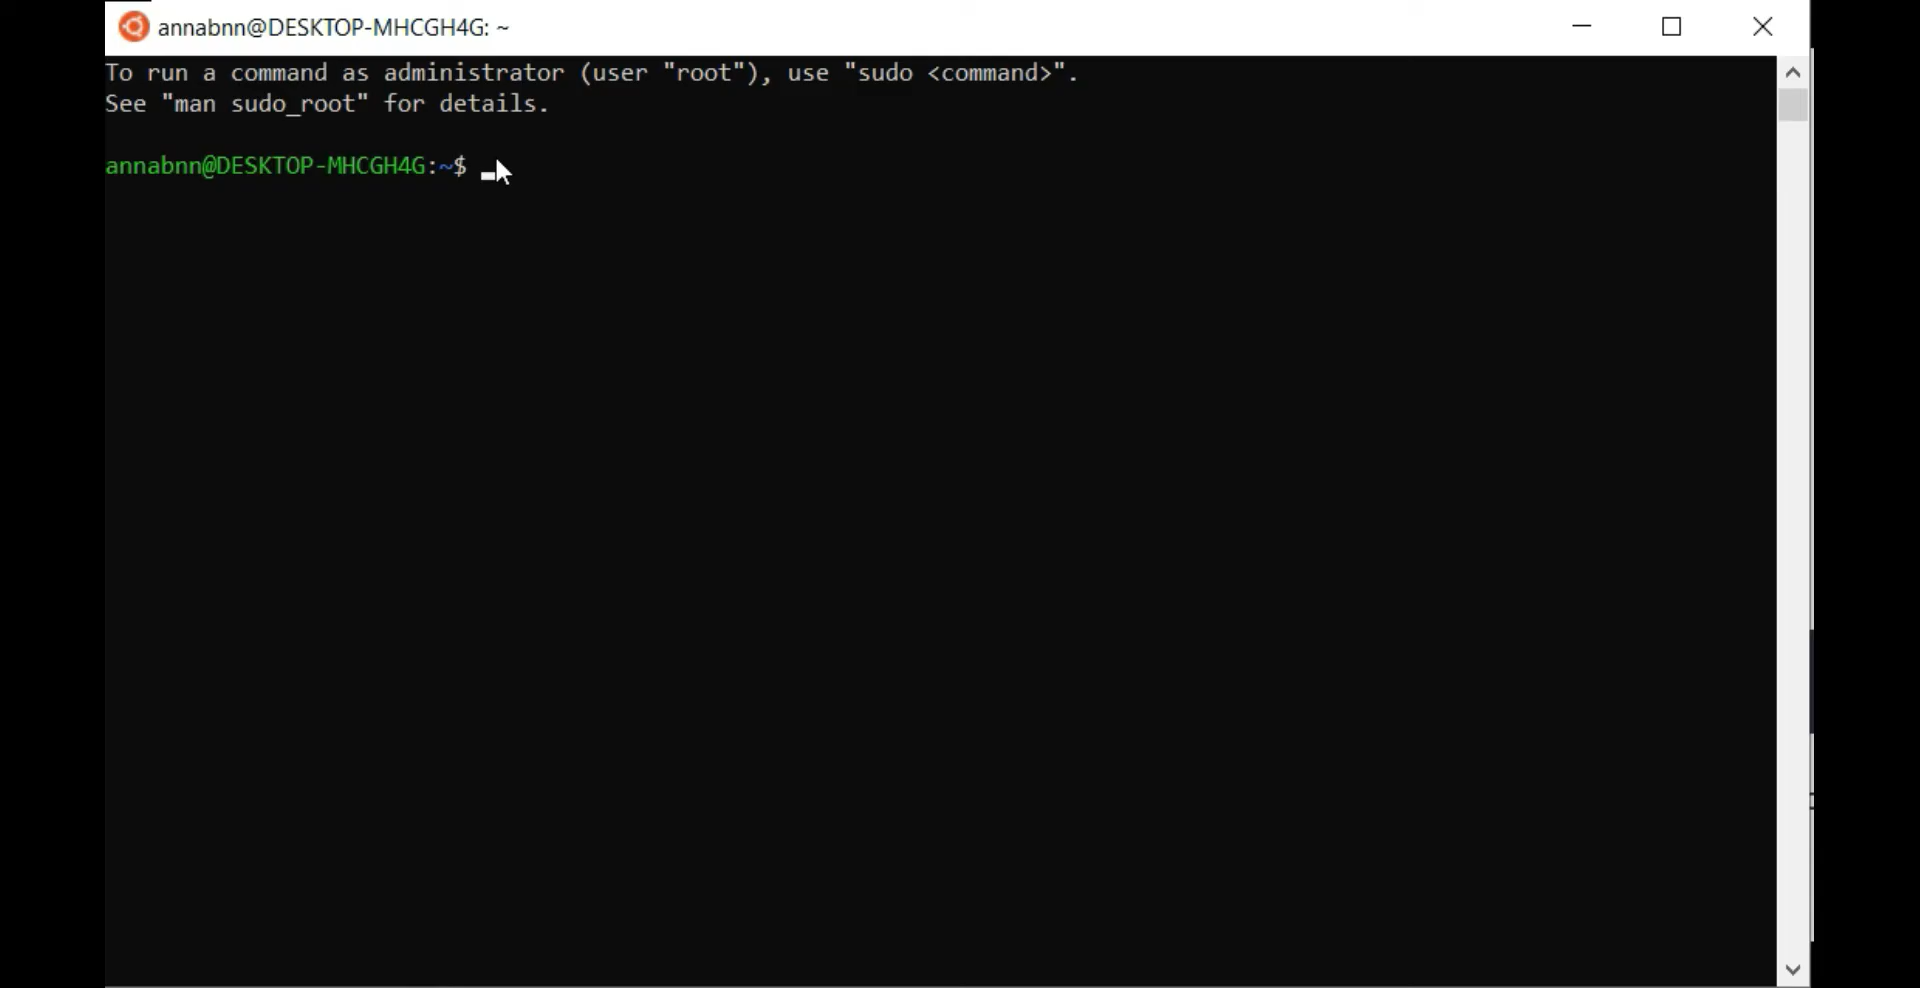 annabnn@DESKTOP-MHCGH4G: ~
To run a command as administrator (user "root"), use "sudo <command>".
See "man sudo_root" for details.
annabnn@DESKTOP-MHCGH4G:~$